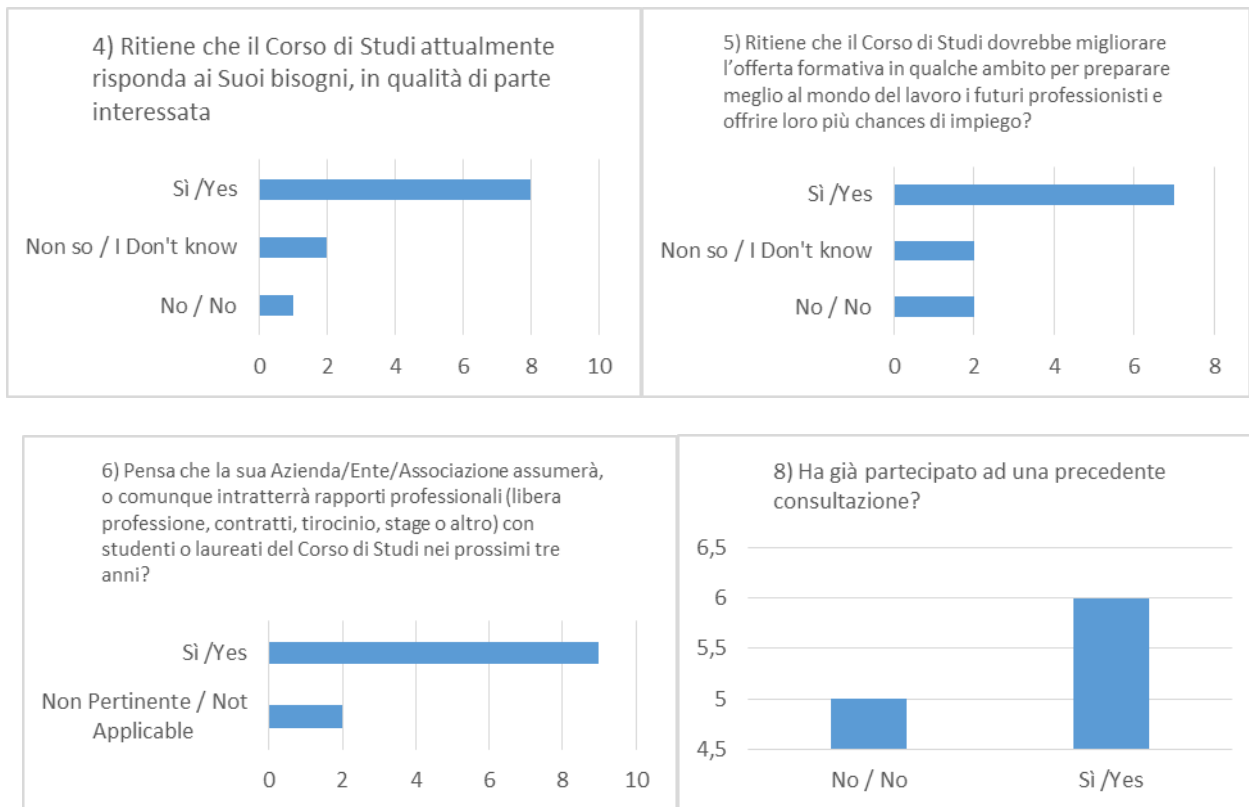 4) Ritiene che il Corso di Studi attualmente
risponda ai Suoi bisogni, in qualità di parte
interessata
Sì /Yes
Non so / I Don't know
No / No
0 2 4 6 8 10
5) Ritiene che il Corso di Studi dovrebbe migliorare
l'offerta formativa in qualche ambito per preparare
meglio al mondo del lavoro i futuri professionisti e
offrire loro più chances di impiego?
Sì /Yes
Non so / I Don't know
No / No
0 2 4 6 8
6) Pensa che la sua Azienda/Ente/Associazione assumerà,
o comunque intratterrà rapporti professionali (libera
professione, contratti, tirocinio, stage o altro) con
studenti o laureati del Corso di Studi nei prossimi tre
anni?
Sì /Yes
Non Pertinente / Not
Applicable
0 2 4 6 8 10
8) Ha già partecipato ad una precedente
consultazione?
6,5
6
5,5
5
4,5
No / No Sì /Yes